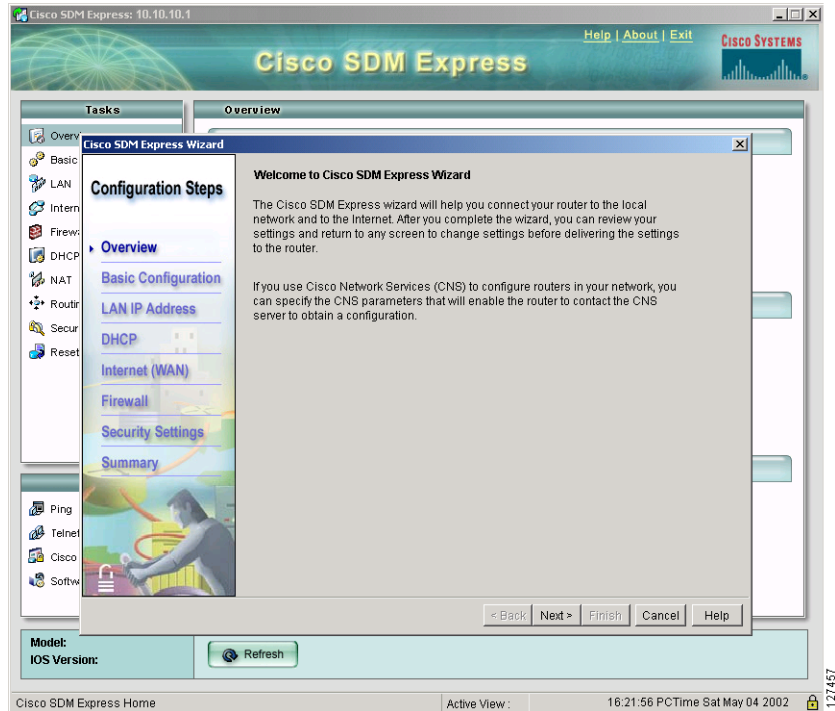 Cisco SDM Express: 10.10.10.1
Help | About | Exit
CISCO SYSTEMS
Cisco SDM Express
Tasks
Overview
Overv
Basic
LAN
Intern
Firew
DHCP
NAT
Routin
Secur
Reset
Cisco SDM Express Wizard
Configuration Steps
Overview
Basic Configuration
LAN IP Address
DHCP
Internet (WAN)
Firewall
Security Settings
Summary
Welcome to Cisco SDM Express Wizard
The Cisco SDM Express wizard will help you connect your router to the local
network and to the Internet. After you complete the wizard, you can review your
settings and return to any screen to change settings before delivering the settings
to the router.
If you use Cisco Network Services (CNS) to configure routers in your network, you
can specify the CNS parameters that will enable the router to contact the CNS
server to obtain a configuration.
< Back
Next >
Finish
Cancel
Help
Ping
Telnet
Cisco
Softw
Model:
IOS Version:
Refresh
Cisco SDM Express Home
Active View :
16:21:56 PCTime Sat May 04 2002
127457